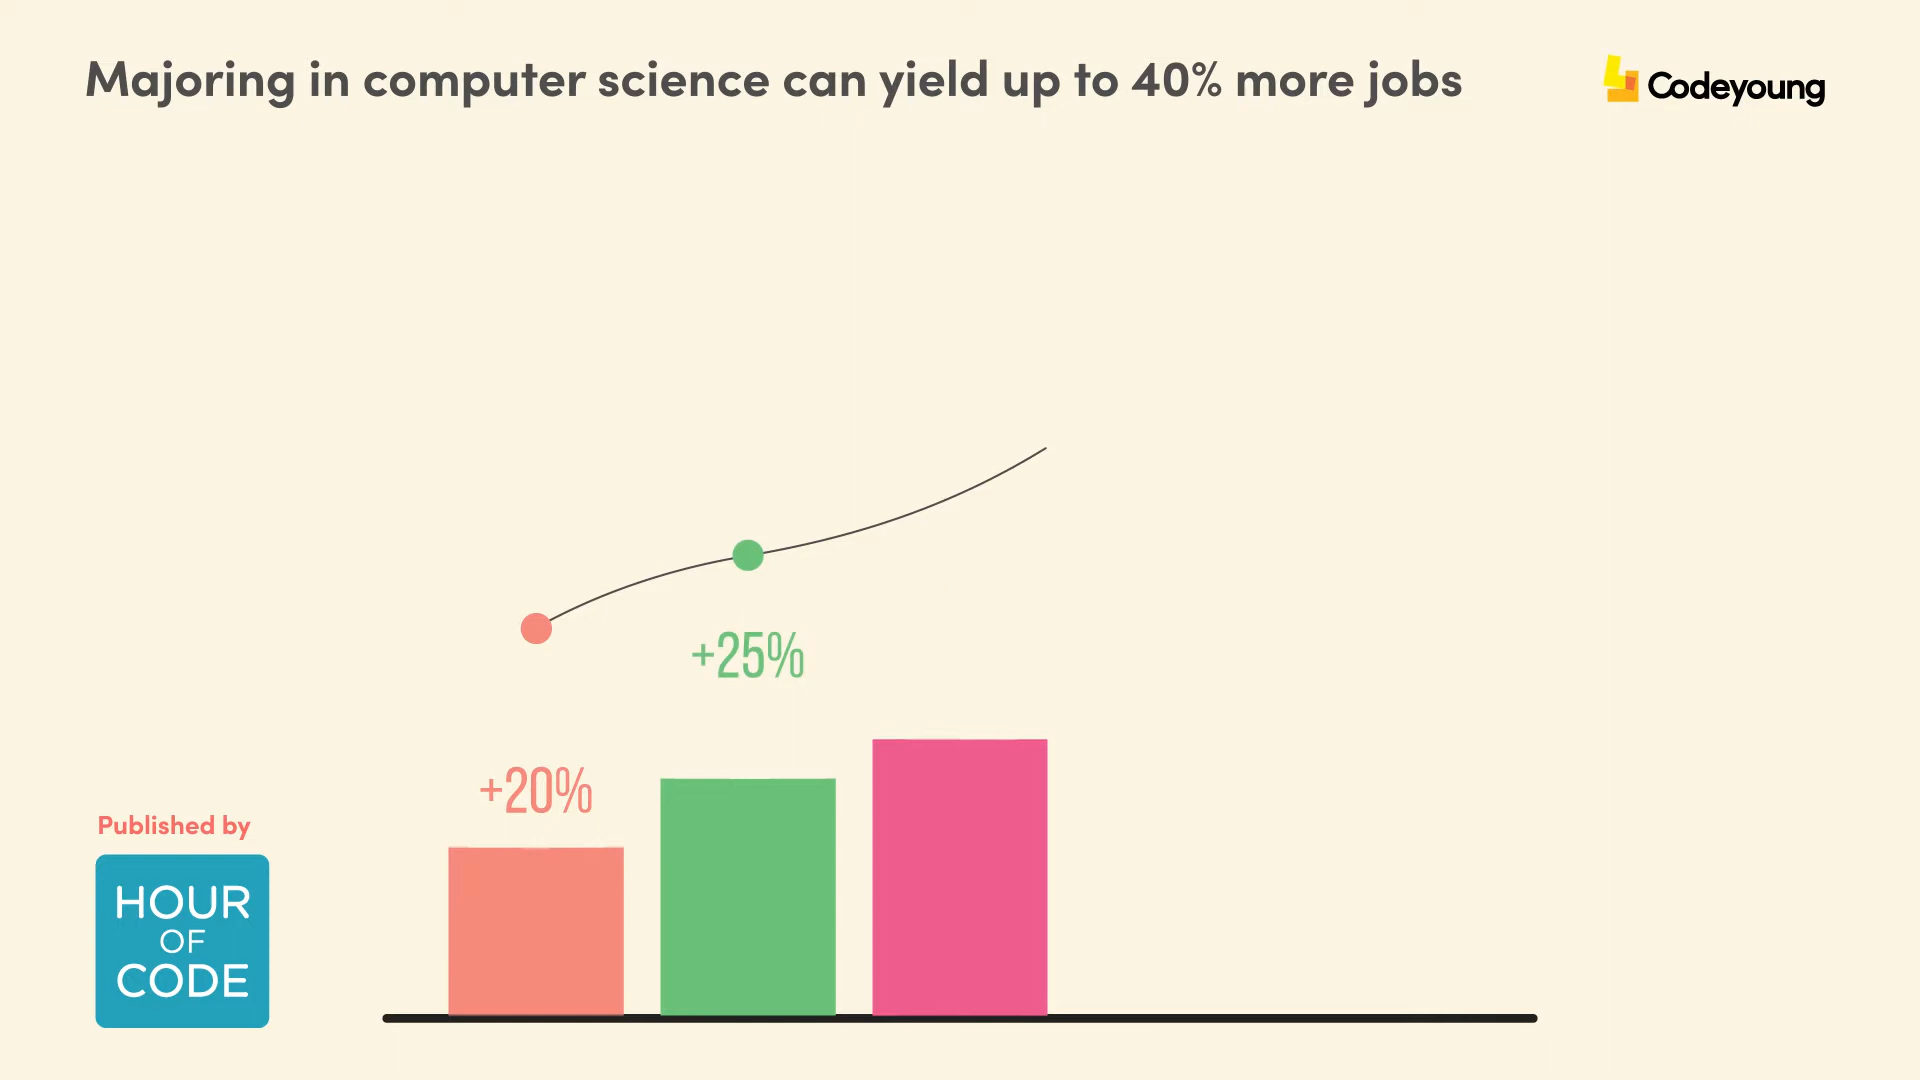 Majoring in computer science can yield up to 40% more jobs
Codeyoung
+25%
+20%
Published by
HOUR
OF
CODE